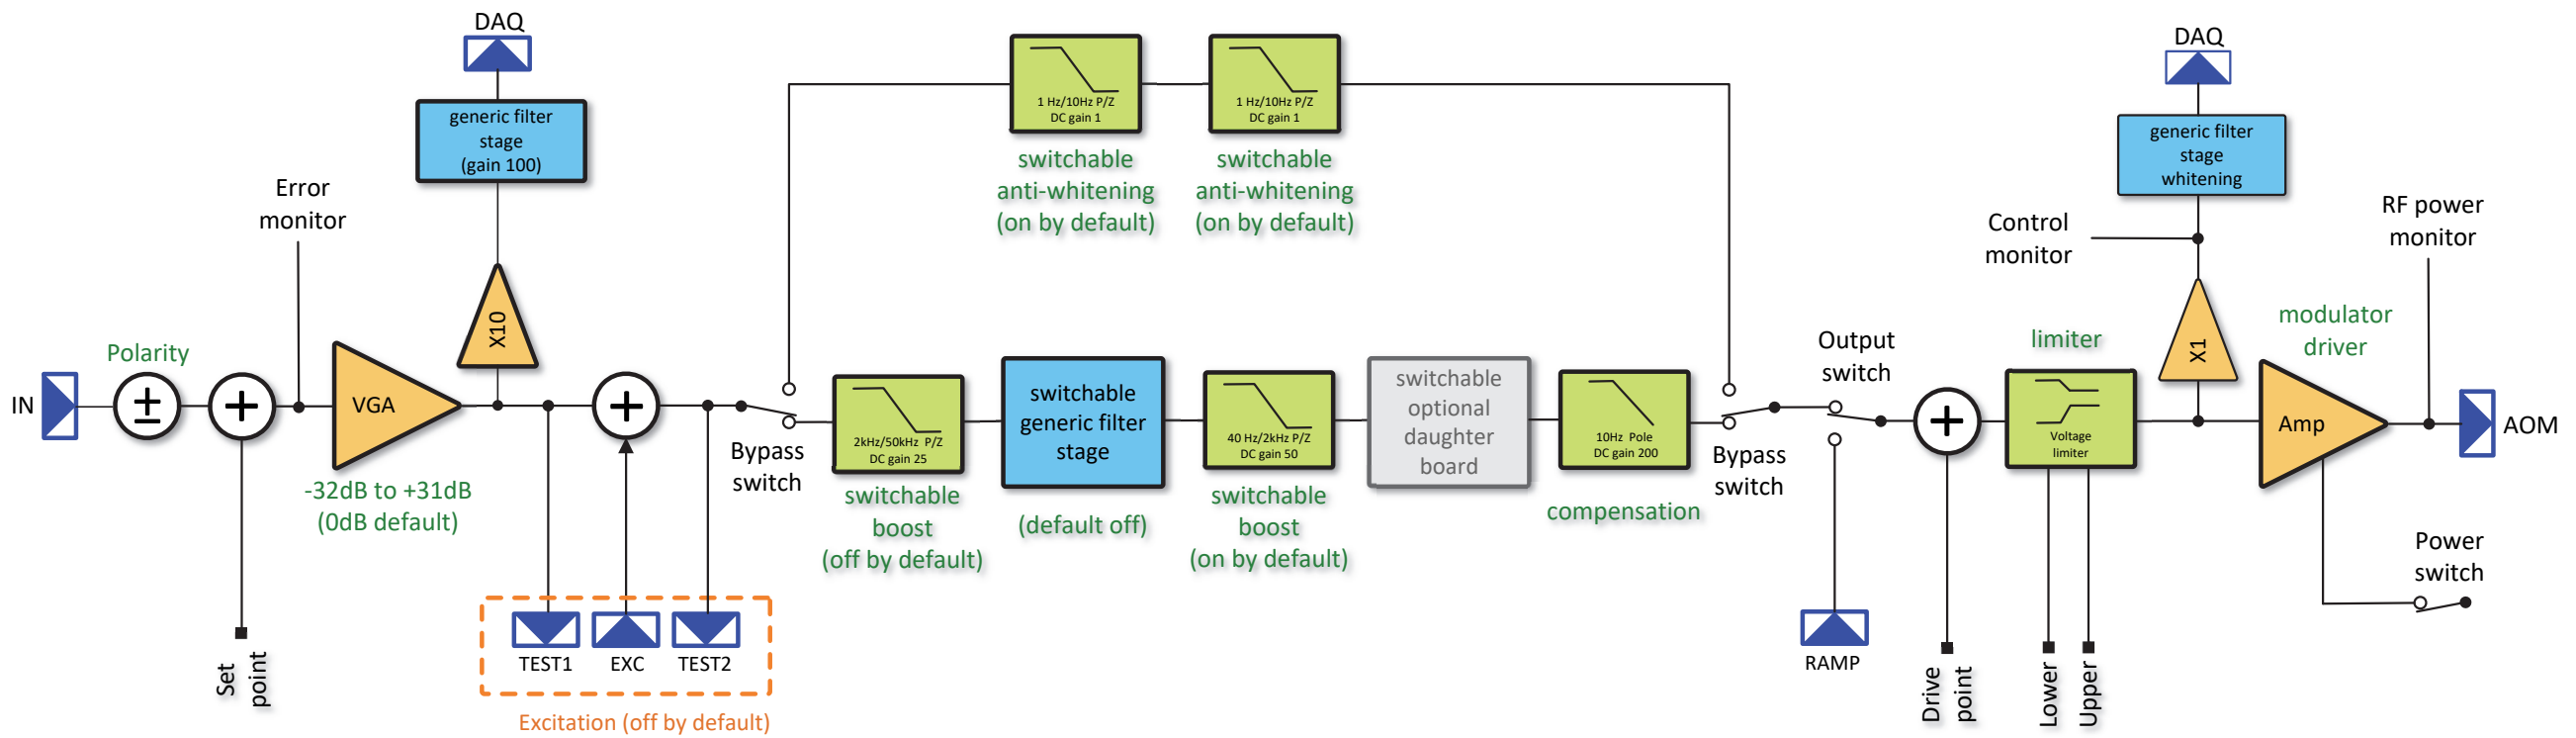 DAQ
generic filter
stage
(gain 100)
Error
monitor
X10
IN
Polarity
±
+
VGA
-32dB to +31dB
(0dB default)
Set
point
+
TEST1
EXC
TEST2
Excitation (off by default)
Bypass
switch
1 Hz/10Hz P/Z
DC gain 1
switchable
anti-whitening
(on by default)
1 Hz/10Hz P/Z
DC gain 1
switchable
anti-whitening
(on by default)
2kHz/50kHz P/Z
DC gain 25
switchable
boost
(off by default)
switchable
generic filter
stage
(default off)
40 Hz/2kHz P/Z
DC gain 50
switchable
boost
(on by default)
switchable
optional
daughter
board
10Hz Pole
DC gain 200
compensation
Bypass
switch
Output
switch
RAMP
+
Drive
point
limiter
Voltage
limiter
Lower
Upper
DAQ
generic filter
stage
whitening
Control
monitor
X1
RF power
monitor
modulator
driver
Amp
AOM
Power
switch